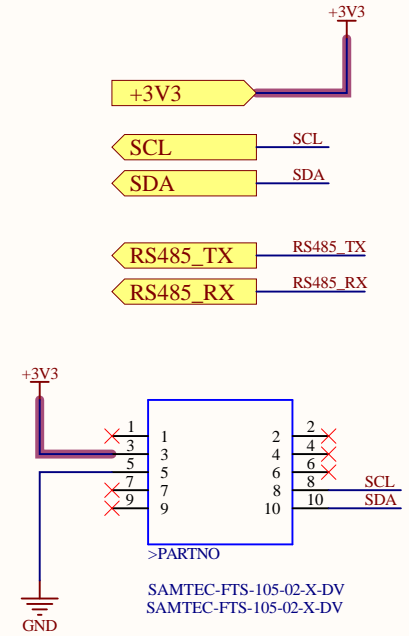 +3V3
+3V3
SCL SCL
SDA SDA
RS485_TX RS485_TX
RS485_RX RS485_RX
+3V3
1 1 2 2
3 3 4 4
5 5 6 6
7 7 8 8 SCL
9 9 10 10 SDA
>PARTNO
SAMTEC-FTS-105-02-X-DV
SAMTEC-FTS-105-02-X-DV
GND